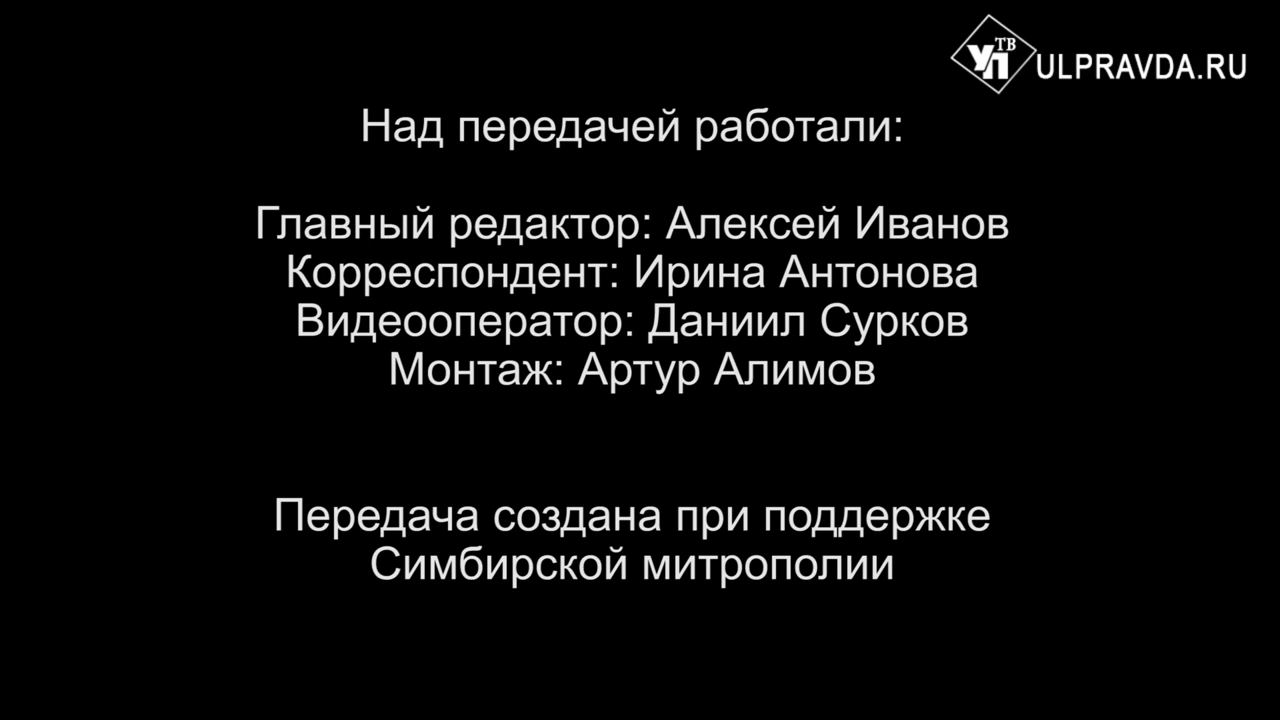 ТВ
УП
ULPRAVDA.RU
Над передачей работали:
Главный редактор: Алексей Иванов
Корреспондент: Ирина Антонова
Видеооператор: Даниил Сурков
Монтаж: Артур Алимов
Передача создана при поддержке
Симбирской митрополии